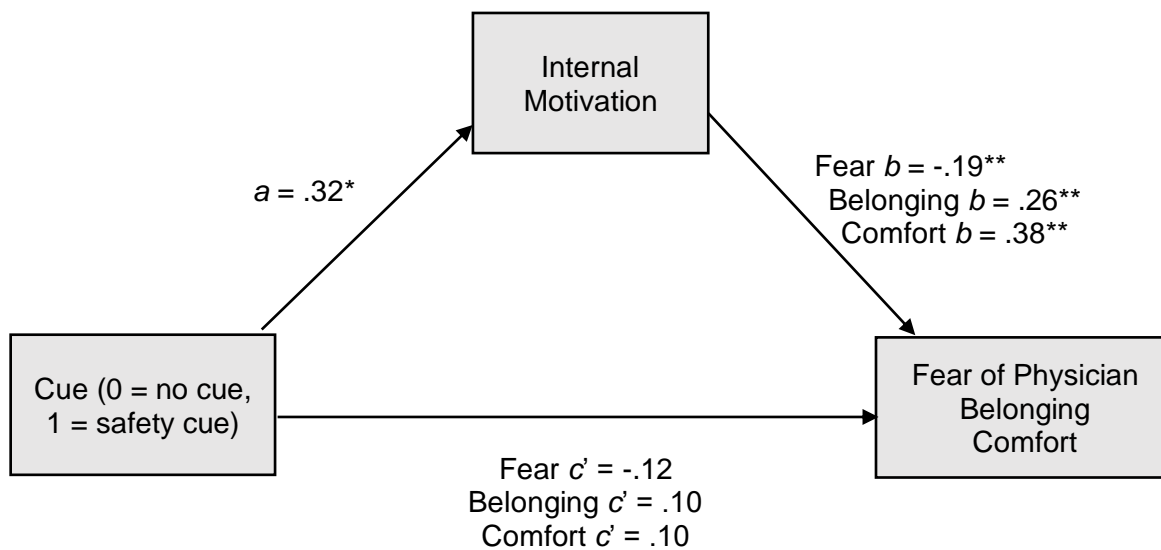 Internal
Motivation
a = .32*
Fear b = -.19**
Belonging b = .26**
Comfort b = .38**
Cue (0 = no cue,
1 = safety cue)
Fear of Physician
Belonging
Comfort
Fear c’ = -.12
Belonging c’ = .10
Comfort c’ = .10